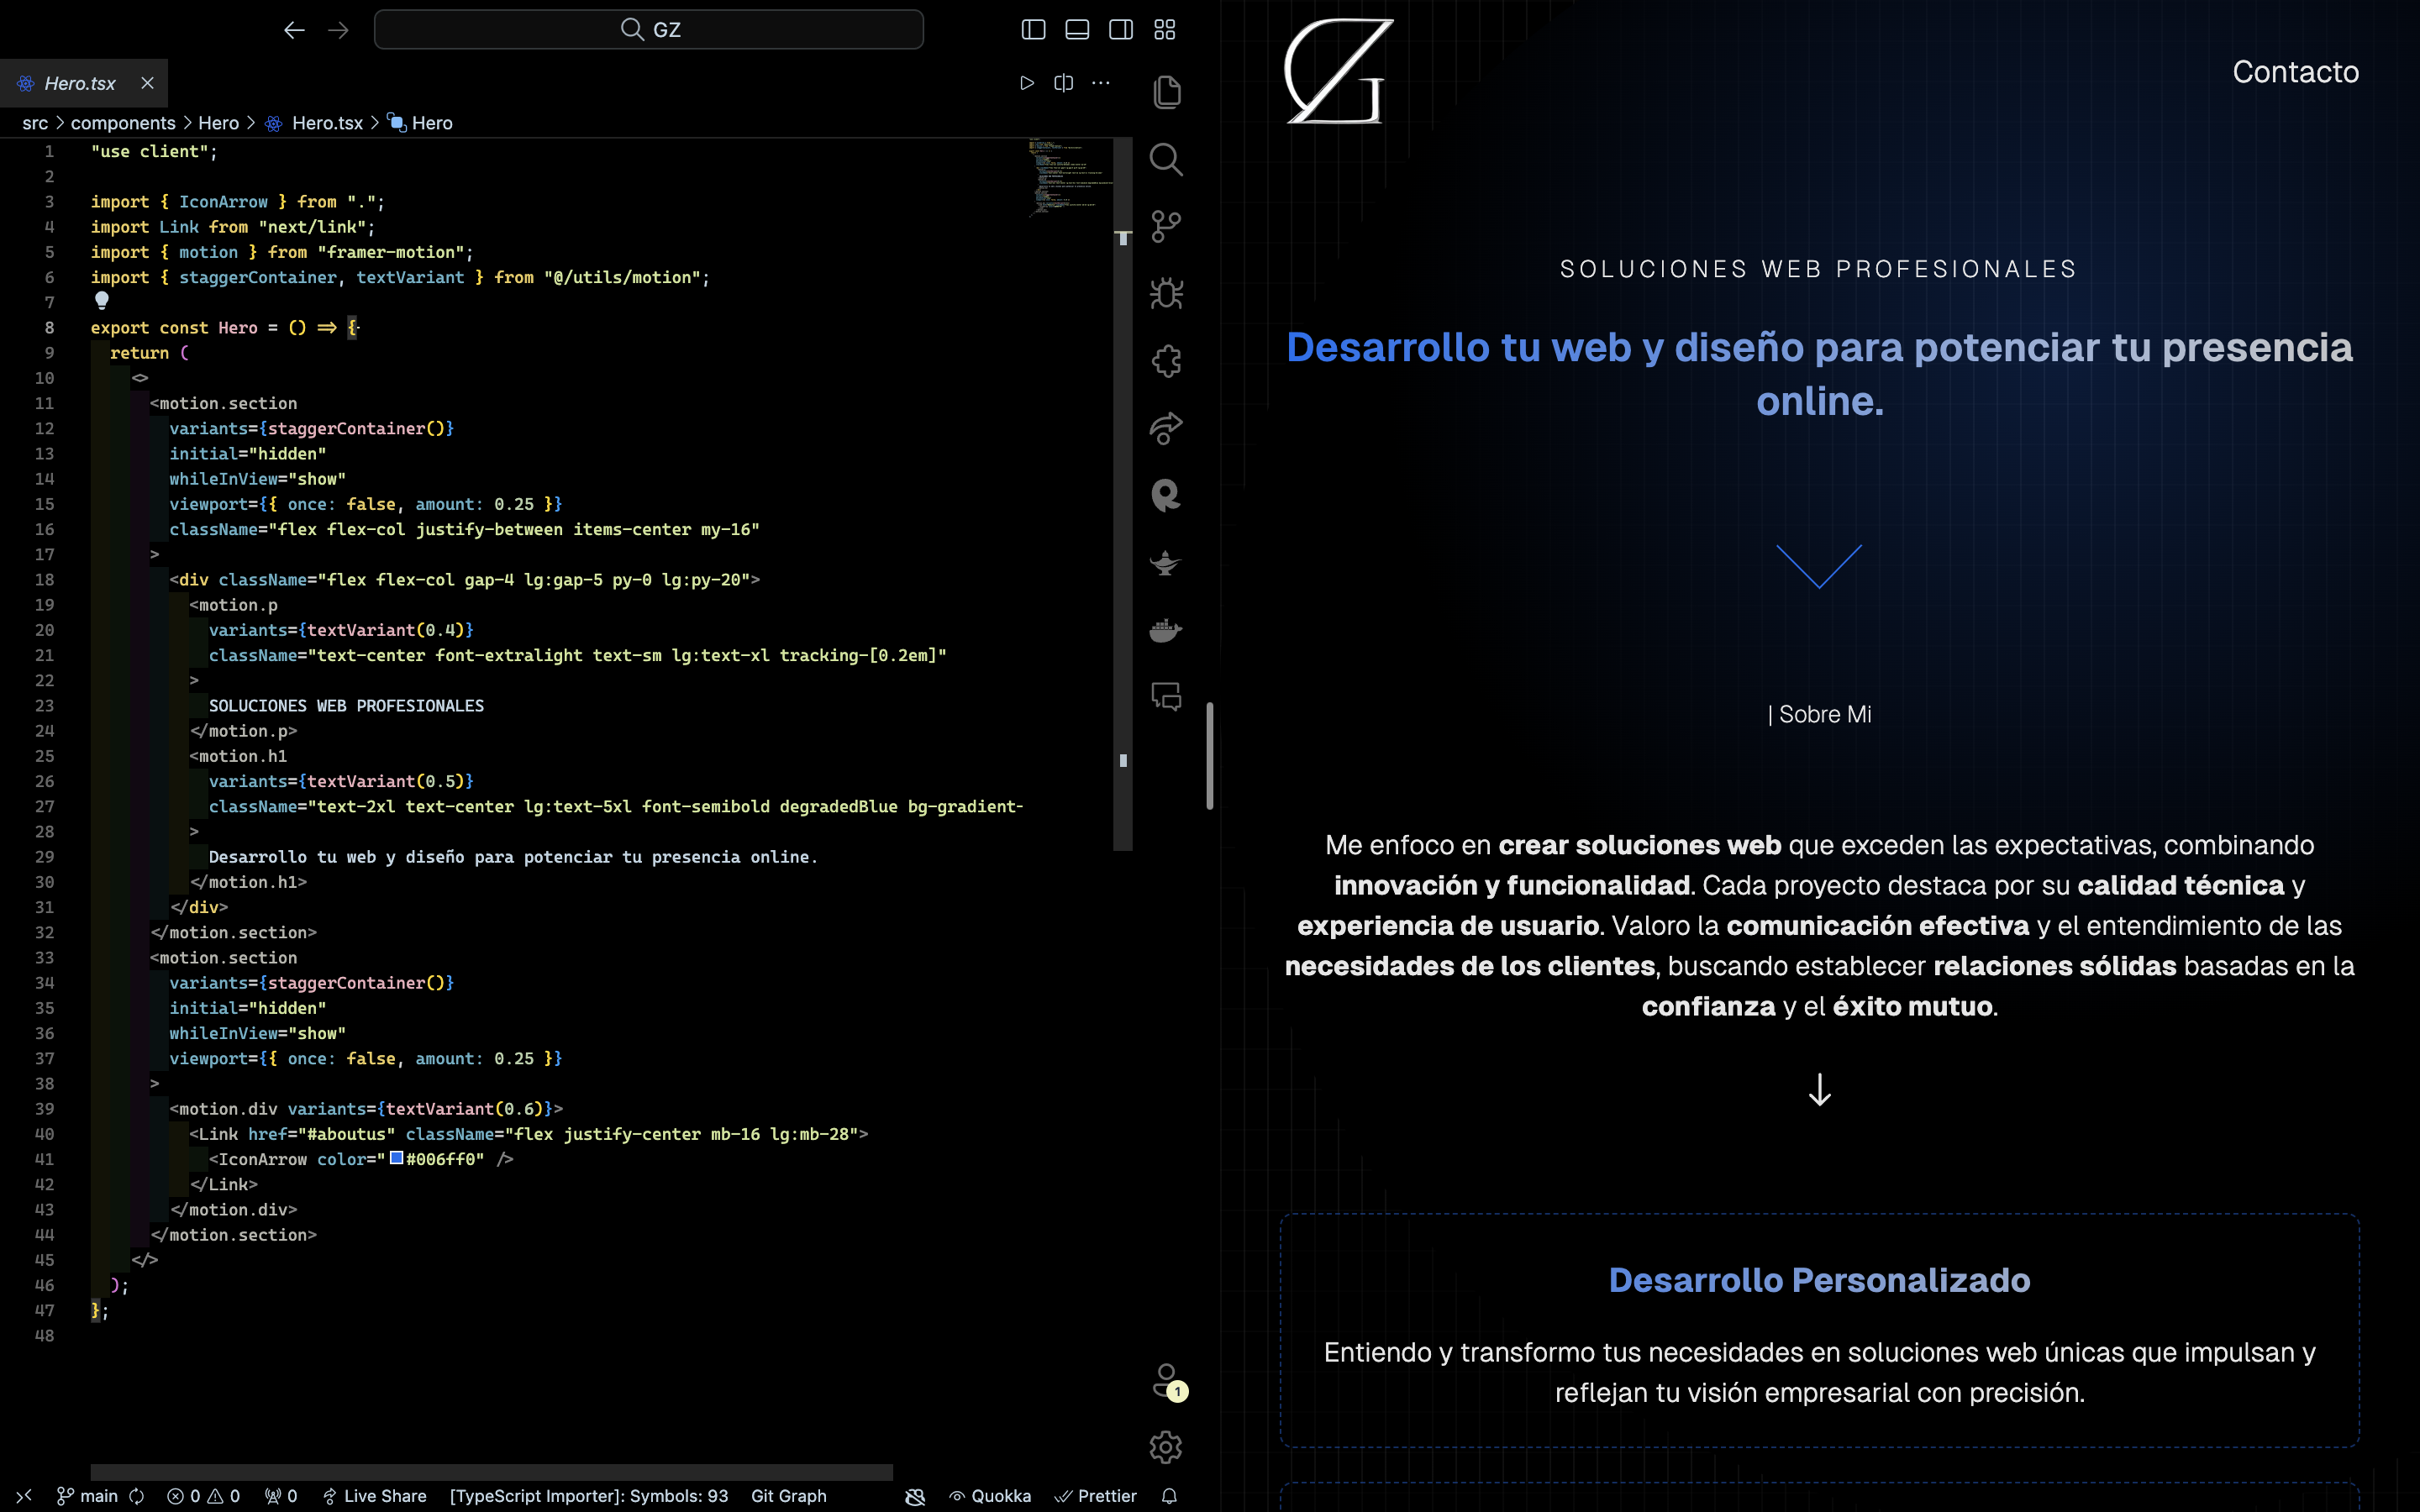 GZ
Hero.tsx
src > components > Hero > Hero.tsx > Hero
1 "use client";
2
3 import { IconArrow } from ".";
4 import Link from "next/link";
5 import { motion } from "framer-motion";
6 import { staggerContainer, textVariant } from "@/utils/motion";
7
8 export const Hero = () => {
9 return (
10 <>
11 <motion.section
12 variants={staggerContainer()}
13 initial="hidden"
14 whileInView="show"
15 viewport={{ once: false, amount: 0.25 }}
16 className="flex flex-col justify-between items-center my-16"
17 >
18 <div className="flex flex-col gap-4 lg:gap-5 py-0 lg:py-20">
19 <motion.p
20 variants={textVariant(0.4)}
21 className="text-center font-extralight text-sm lg:text-xl tracking-[0.2em]"
22 >
23 SOLUCIONES WEB PROFESIONALES
24 </motion.p>
25 <motion.h1
26 variants={textVariant(0.5)}
27 className="text-2xl text-center lg:text-5xl font-semibold degradedBlue bg-gradient-
28 >
29 Desarrollo tu web y diseño para potenciar tu presencia online.
30 </motion.h1>
31 </div>
32 </motion.section>
33 <motion.section
34 variants={staggerContainer()}
35 initial="hidden"
36 whileInView="show"
37 viewport={{ once: false, amount: 0.25 }}
38 >
39 <motion.div variants={textVariant(0.6)}>
40 <Link href="#aboutus" className="flex justify-center mb-16 lg:mb-28">
41 <IconArrow color="#006ff0" />
42 </Link>
43 </motion.div>
44 </motion.section>
45 </>
46 );
47 };
48
1
main 0 0 0 Live Share [TypeScript Importer]: Symbols: 93 Git Graph Quokka Prettier
GZ
Contacto
SOLUCIONES WEB PROFESIONALES
Desarrollo tu web y diseño para potenciar tu presencia
online.
| Sobre Mi
Me enfoco en crear soluciones web que exceden las expectativas, combinando
innovación y funcionalidad. Cada proyecto destaca por su calidad técnica y
experiencia de usuario. Valoro la comunicación efectiva y el entendimiento de las
necesidades de los clientes, buscando establecer relaciones sólidas basadas en la
confianza y el éxito mutuo.
Desarrollo Personalizado
Entiendo y transformo tus necesidades en soluciones web únicas que impulsan y
reflejan tu visión empresarial con precisión.